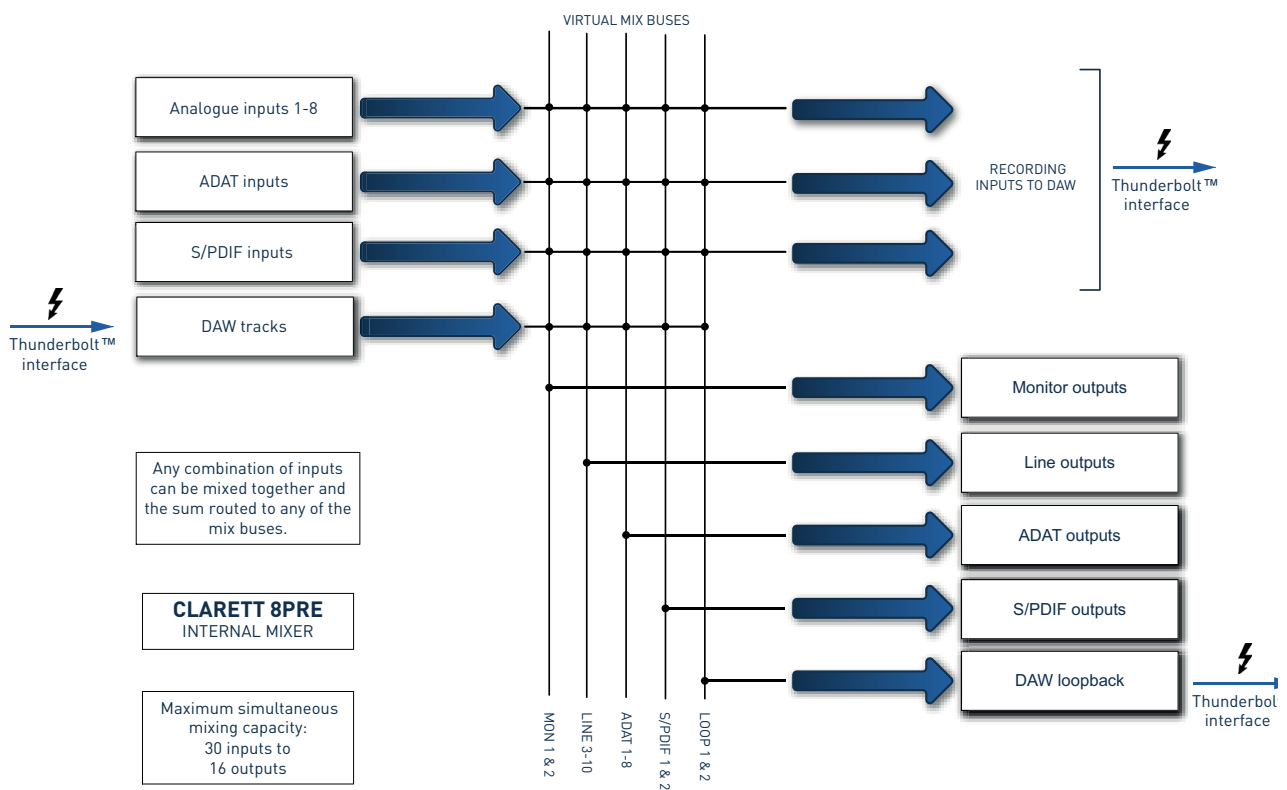 VIRTUAL MIX BUSES
Analogue inputs 1-8
ADAT inputs
S/PDIF inputs
DAW tracks
Thunderbolt™
interface
RECORDING
INPUTS TO DAW
Thunderbolt™
interface
Monitor outputs
Line outputs
ADAT outputs
S/PDIF outputs
DAW loopback
Thunderbolt
interface
Any combination of inputs
can be mixed together and
the sum routed to any of the
mix buses.
CLARETT 8PRE
INTERNAL MIXER
Maximum simultaneous
mixing capacity:
30 inputs to
16 outputs
MON 1 & 2
LINE 3-10
ADAT 1-8
S/PDIF 1 & 2
LOOP 1 & 2